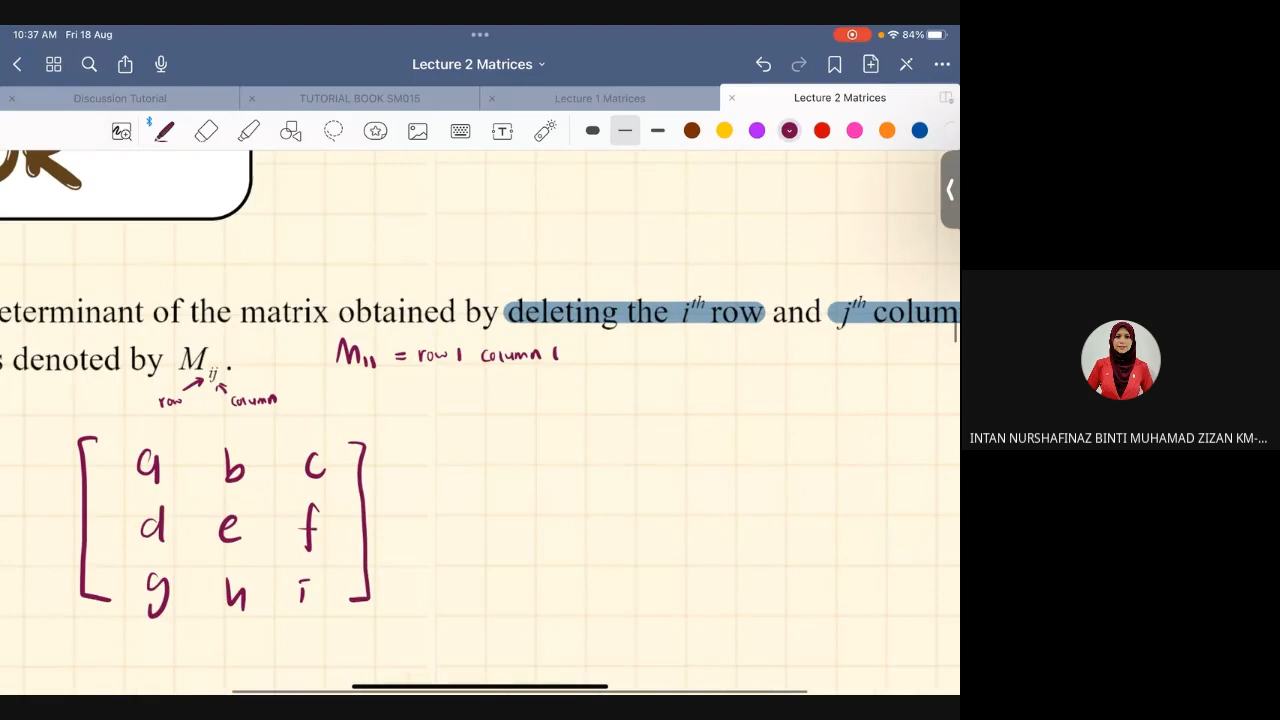 10:37 AM Fri 18 Aug
84%
Lecture 2 Matrices
Discussion Tutorial
TUTORIAL BOOK SM015
Lecture 1 Matrices
Lecture 2 Matrices
eterminant of the matrix obtained by deleting the i^th row and j^th colum
s denoted by M_ij.
M_11 = row 1 column 1
row column
a b c
d e f
g h i
INTAN NURSHAFINAZ BINTI MUHAMAD ZIZAN KM-...